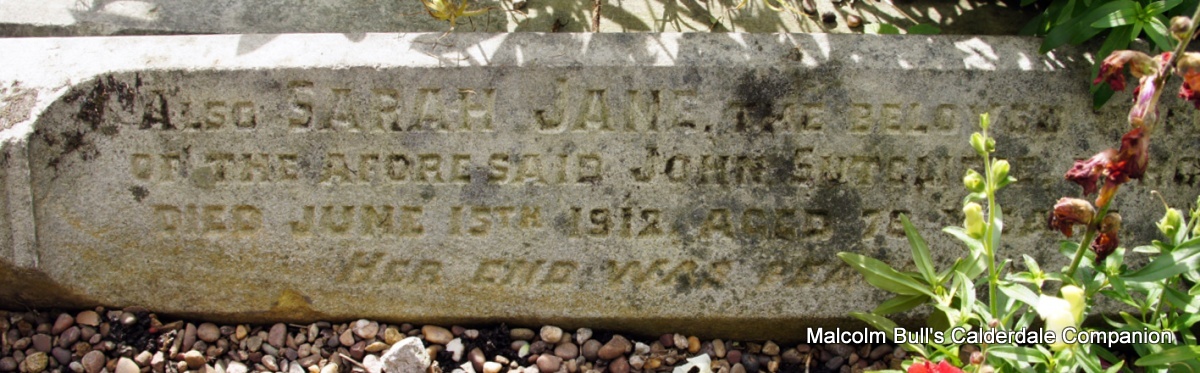 ALSO SARAH JANE, THE BELOVED
OF THE AFORESAID JOHN SUTCLIFFE,
DIED JUNE 15TH 1912, AGED
HER END WAS
Malcolm Bull's Calderdale Companion